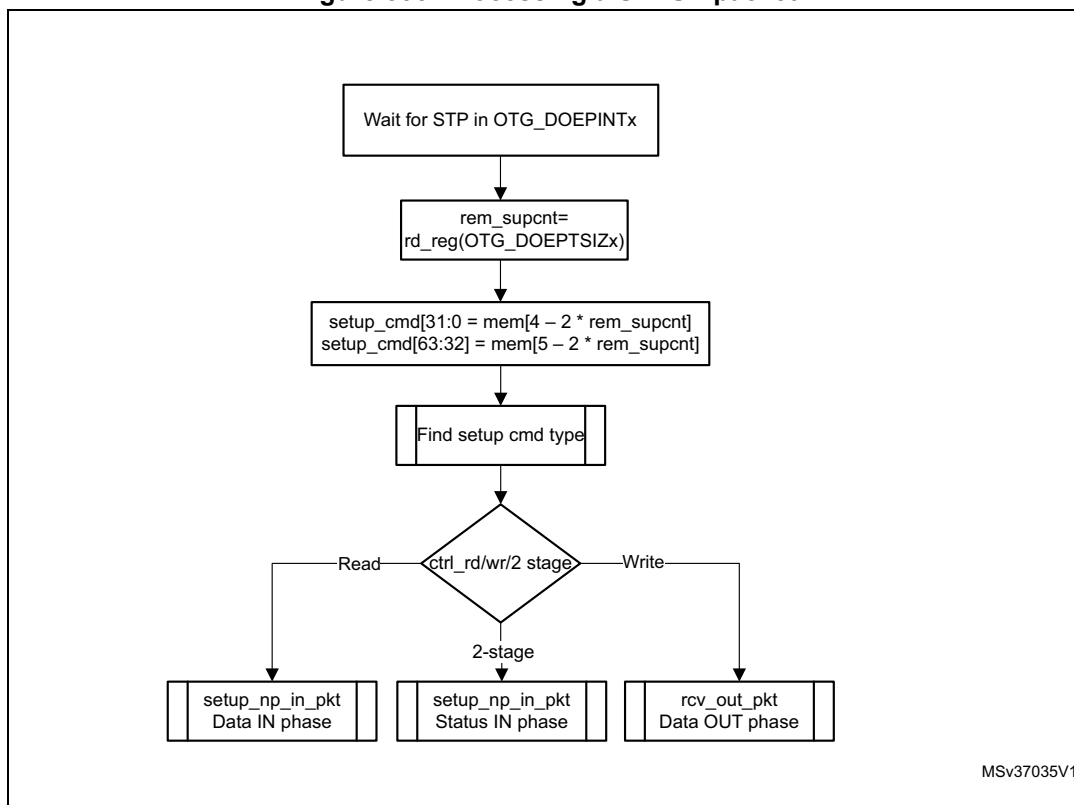 Wait for STP in OTG_DOEPINTx
rem_supcnt=
rd_reg(OTG_DOEPTSIZx)
setup_cmd[31:0 = mem[4 – 2 * rem_supcnt]
setup_cmd[63:32] = mem[5 – 2 * rem_supcnt]
Find setup cmd type
ctrl_rd/wr/2 stage
Read
Write
2-stage
setup_np_in_pkt
Data IN phase
setup_np_in_pkt
Status IN phase
rcv_out_pkt
Data OUT phase
MSv37035V1